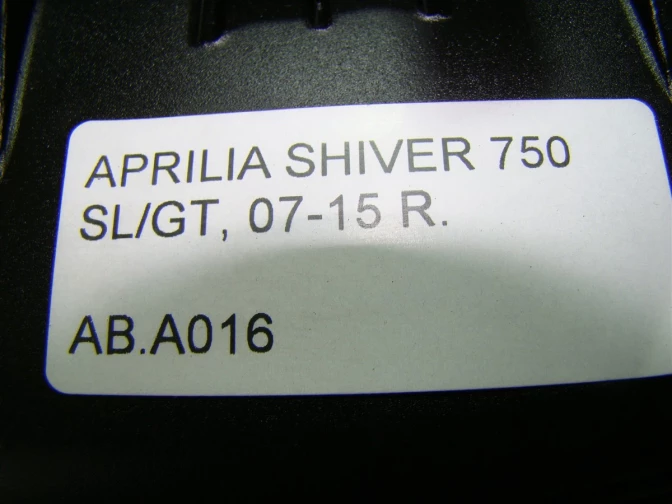 APRILIA SHIVER 750
SL/GT, 07-15 R.
AB.A016